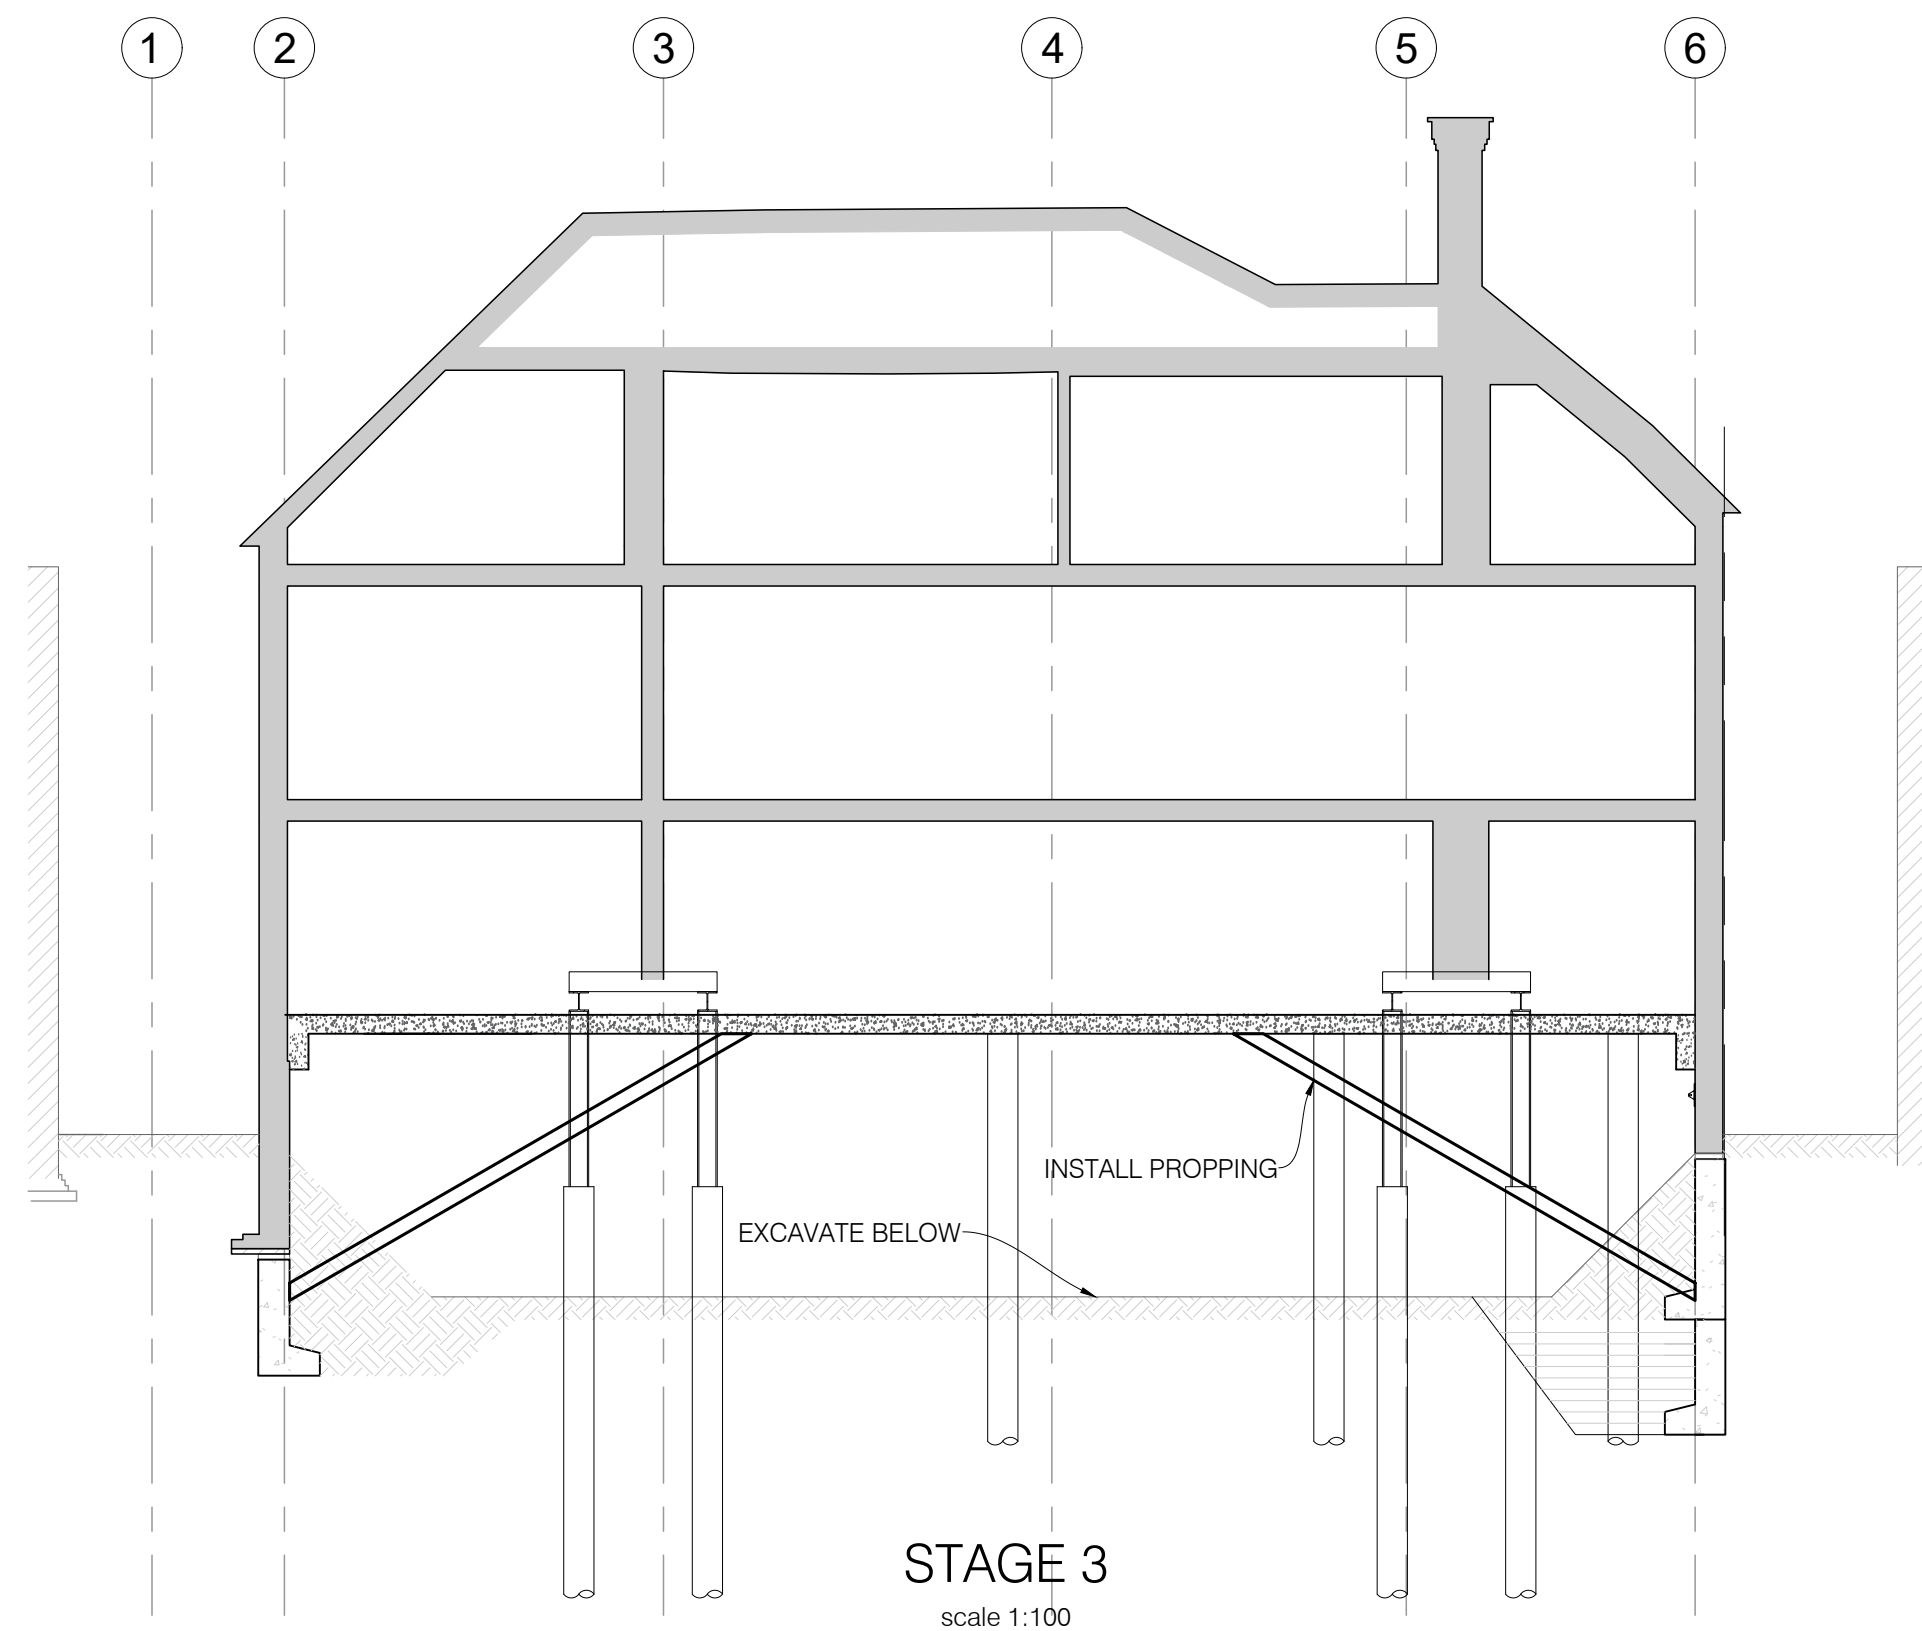 1 2 3 4 5 6
INSTALL PROPPING
EXCAVATE BELOW
STAGE 3
scale 1:100